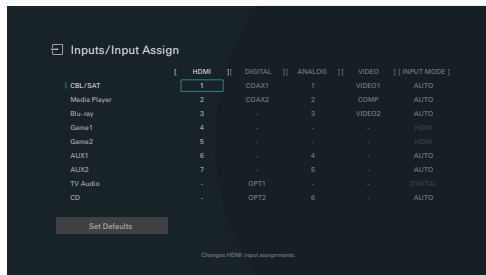 Inputs/Input Assign
[ HDMI ][ DIGITAL ][ ANALOG ][ VIDEO ] [ INPUT MODE ]
CBL/SAT 1 COAX1 1 VIDEO1 AUTO
Media Player 2 COAX2 2 COMP AUTO
Blu-ray 3 - 3 VIDEO2 AUTO
Game1 4 - - - HDMI
Game2 5 - - - HDMI
AUX1 6 - 4 - AUTO
AUX2 7 - 5 - AUTO
TV Audio - OPT1 - - DIGITAL
CD - OPT2 6 - AUTO
Set Defaults
Changes HDMI input assignments.